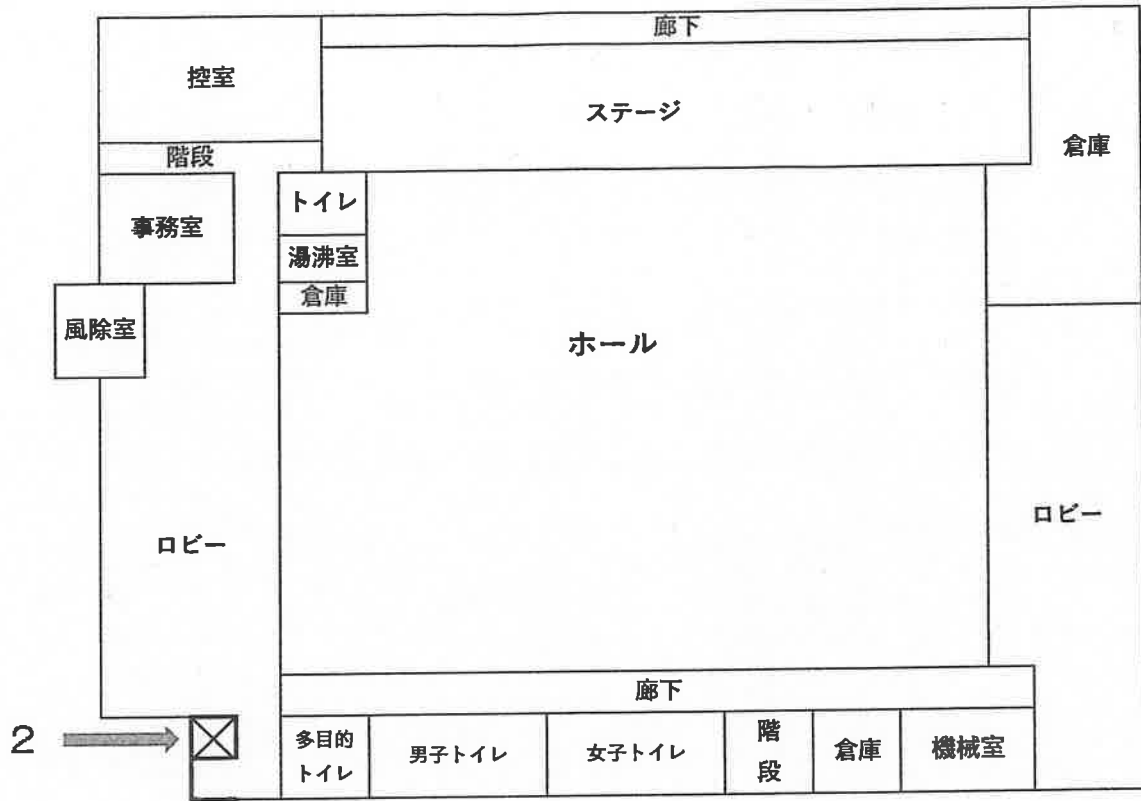 廊下
控室
ステージ
倉庫
階段
トイレ
事務室
湯沸室
倉庫
風除室
ホール
ロビー
ロビー
廊下
2
多目的
トイレ
男子トイレ
女子トイレ
階
段
倉庫
機械室